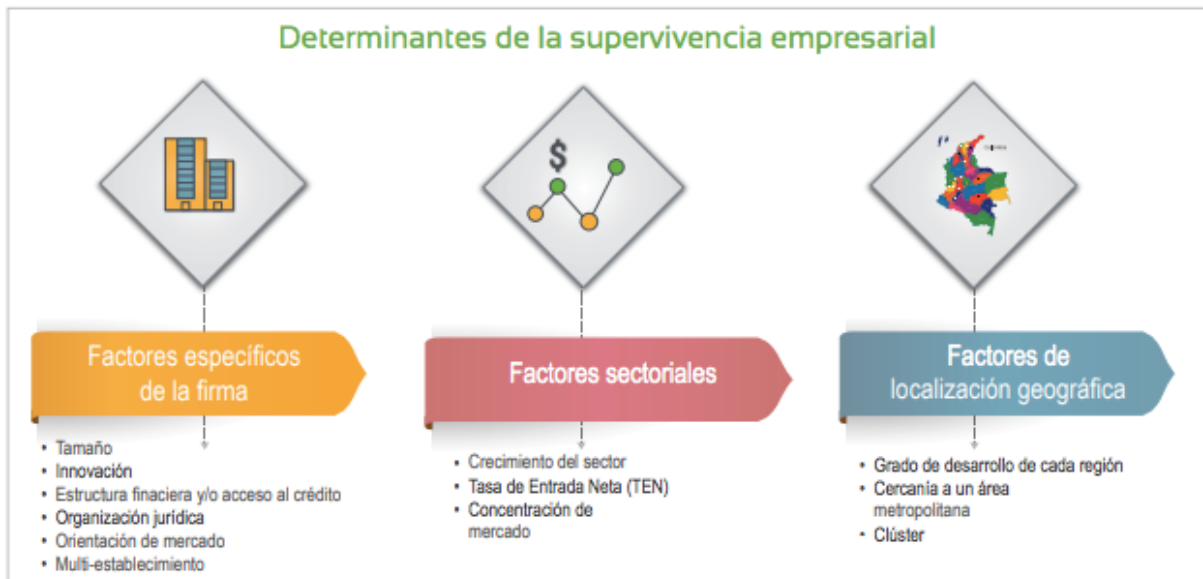 Determinantes de la supervivencia empresarial
$
Factores específicos
de la firma
• Tamaño
• Innovación
• Estructura finaciera y/o acceso al crédito
• Organización jurídica
• Orientación de mercado
• Multi-establecimiento
Factores sectoriales
• Crecimiento del sector
• Tasa de Entrada Neta (TEN)
• Concentración de
mercado
Factores de
localización geográfica
• Grado de desarrollo de cada región
• Cercanía a un área
metropolitana
• Clúster